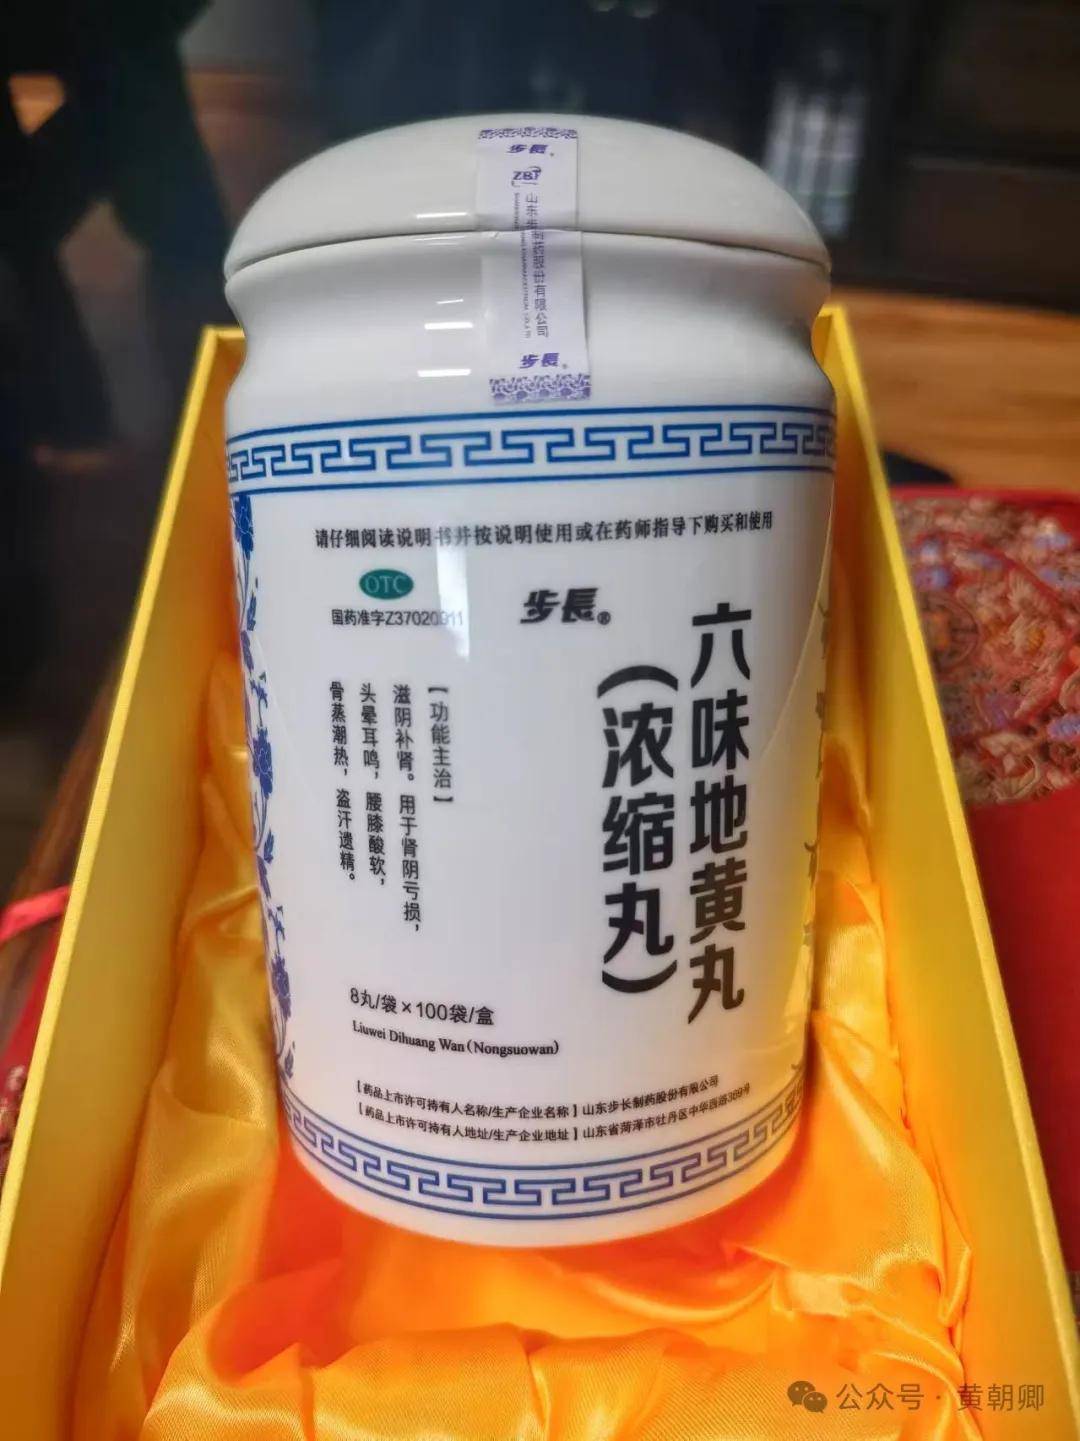 步長®
ZBT
山东步长制药股份有限公司
步長®
请仔细阅读说明书并按说明使用或在药师指导下购买和使用
OTC
国药准字Z37020911
步長®
六味地黄丸
（浓缩丸）
【功能主治】
滋阴补肾。用于肾阴亏损，
头晕耳鸣，腰膝酸软，
骨蒸潮热，盗汗遗精。
8丸/袋×100袋/盒
Liuwei Dihuang Wan(Nongsuowan)
【药品上市许可持有人名称/生产企业名称】山东步长制药股份有限公司
【药品上市许可持有人地址/生产企业地址】山东省菏泽市牡丹区中华西路369号
公众号·黄朝卿